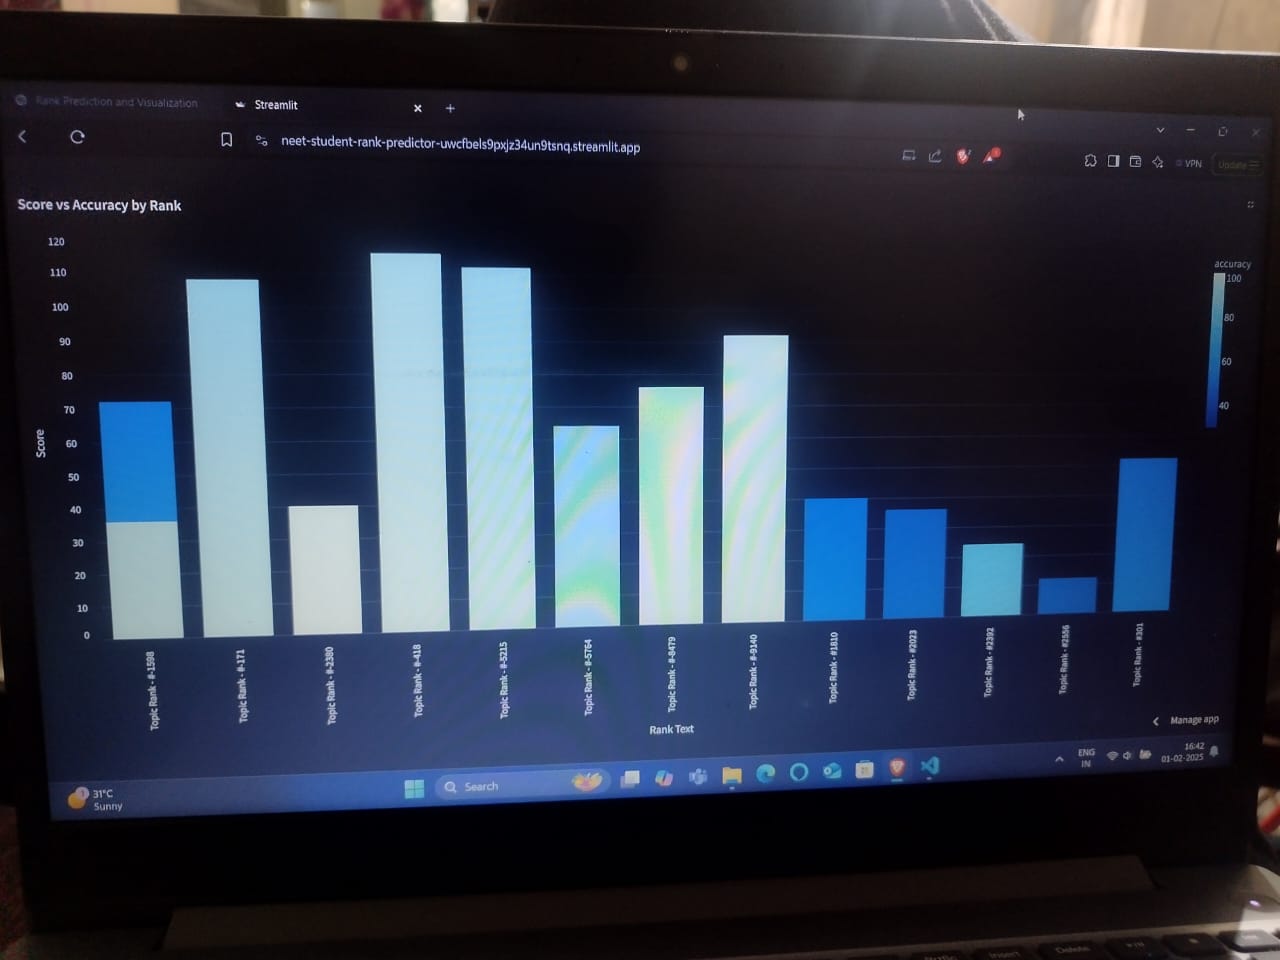 Rank Prediction and Visualization
Streamlit
neet-student-rank-predictor-uwcfbels9pxjz34un9tsnq.streamlit.app
VPN
Update
Score vs Accuracy by Rank
120
110
100
90
80
70
60
50
40
30
20
10
0
Score
accuracy
100
80
60
40
Topic Rank - #-1598
Topic Rank - #-171
Topic Rank - #-2380
Topic Rank - #-418
Topic Rank - #-5215
Topic Rank - #-5764
Topic Rank - #-8479
Topic Rank - #-9140
Topic Rank - #1810
Topic Rank - #2023
Topic Rank - #2392
Topic Rank - #2556
Topic Rank - #301
Rank Text
Manage app
31°C
Sunny
Search
ENG
IN
16:42
01-02-2025
Delete